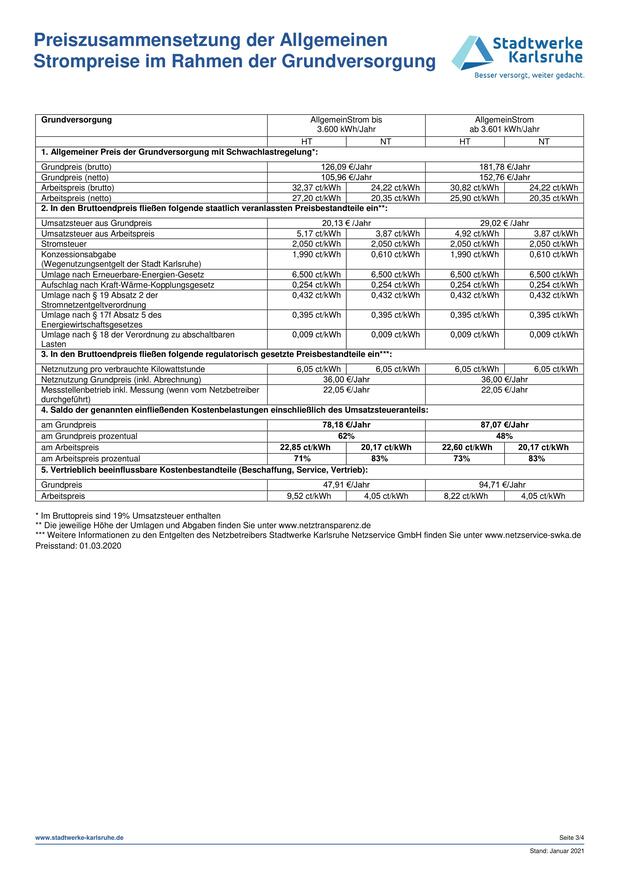 Preiszusammensetzung der Allgemeinen
Strompreise im Rahmen der Grundversorgung
Stadtwerke
Karlsruhe
Besser versorgt, weiter gedacht.
Grundversorgung AllgemeinStrom bis AllgemeinStrom
3.600 kWh/Jahr ab 3.601 kWh/Jahr
HT NT HT NT
1. Allgemeiner Preis der Grundversorgung mit Schwachlastregelung*:
Grundpreis (brutto) 126,09 €/Jahr 181,78 €/Jahr
Grundpreis (netto) 105,96 €/Jahr 152,76 €/Jahr
Arbeitspreis (brutto) 32,37 ct/kWh 24,22 ct/kWh 30,82 ct/kWh 24,22 ct/kWh
Arbeitspreis (netto) 27,20 ct/kWh 20,35 ct/kWh 25,90 ct/kWh 20,35 ct/kWh
2. In den Bruttoendpreis fließen folgende staatlich veranlassten Preisbestandteile ein**:
Umsatzsteuer aus Grundpreis 20,13 € /Jahr 29,02 € /Jahr
Umsatzsteuer aus Arbeitspreis 5,17 ct/kWh 3,87 ct/kWh 4,92 ct/kWh 3,87 ct/kWh
Stromsteuer 2,050 ct/kWh 2,050 ct/kWh 2,050 ct/kWh 2,050 ct/kWh
Konzessionsabgabe 1,990 ct/kWh 0,610 ct/kWh 1,990 ct/kWh 0,610 ct/kWh
(Wegenutzungsentgelt der Stadt Karlsruhe)
Umlage nach Erneuerbare-Energien-Gesetz 6,500 ct/kWh 6,500 ct/kWh 6,500 ct/kWh 6,500 ct/kWh
Aufschlag nach Kraft-Wärme-Kopplungsgesetz 0,254 ct/kWh 0,254 ct/kWh 0,254 ct/kWh 0,254 ct/kWh
Umlage nach § 19 Absatz 2 der 0,432 ct/kWh 0,432 ct/kWh 0,432 ct/kWh 0,432 ct/kWh
Stromnetzentgeltverordnung
Umlage nach § 17f Absatz 5 des 0,395 ct/kWh 0,395 ct/kWh 0,395 ct/kWh 0,395 ct/kWh
Energiewirtschaftsgesetzes
Umlage nach § 18 der Verordnung zu abschaltbaren 0,009 ct/kWh 0,009 ct/kWh 0,009 ct/kWh 0,009 ct/kWh
Lasten
3. In den Bruttoendpreis fließen folgende regulatorisch gesetzte Preisbestandteile ein***:
Netznutzung pro verbrauchte Kilowattstunde 6,05 ct/kWh 6,05 ct/kWh 6,05 ct/kWh 6,05 ct/kWh
Netznutzung Grundpreis (inkl. Abrechnung) 36,00 €/Jahr 36,00 €/Jahr
Messstellenbetrieb inkl. Messung (wenn vom Netzbetreiber 22,05 €/Jahr 22,05 €/Jahr
durchgeführt)
4. Saldo der genannten einfließenden Kostenbelastungen einschließlich des Umsatzsteueranteils:
am Grundpreis 78,18 €/Jahr 87,07 €/Jahr
am Grundpreis prozentual 62% 48%
am Arbeitspreis 22,85 ct/kWh 20,17 ct/kWh 22,60 ct/kWh 20,17 ct/kWh
am Arbeitspreis prozentual 71% 83% 73% 83%
5. Vertrieblich beeinflussbare Kostenbestandteile (Beschaffung, Service, Vertrieb):
Grundpreis 47,91 €/Jahr 94,71 €/Jahr
Arbeitspreis 9,52 ct/kWh 4,05 ct/kWh 8,22 ct/kWh 4,05 ct/kWh
* Im Bruttopreis sind 19% Umsatzsteuer enthalten
** Die jeweilige Höhe der Umlagen und Abgaben finden Sie unter www.netztransparenz.de
*** Weitere Informationen zu den Entgelten des Netzbetreibers Stadtwerke Karlsruhe Netzservice GmbH finden Sie unter www.netzservice-swka.de
Preisstand: 01.03.2020
www.stadtwerke-karlsruhe.de Seite 3/4
Stand: Januar 2021